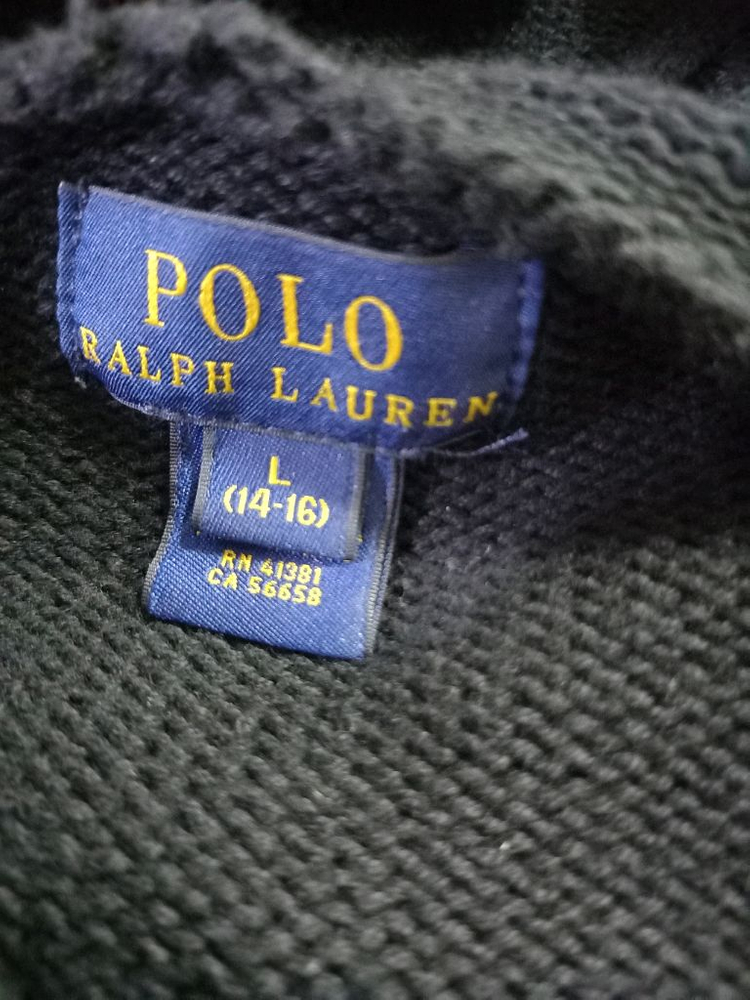 POLO
RALPH LAUREN
L
(14-16)
RN 41381
CA 56658